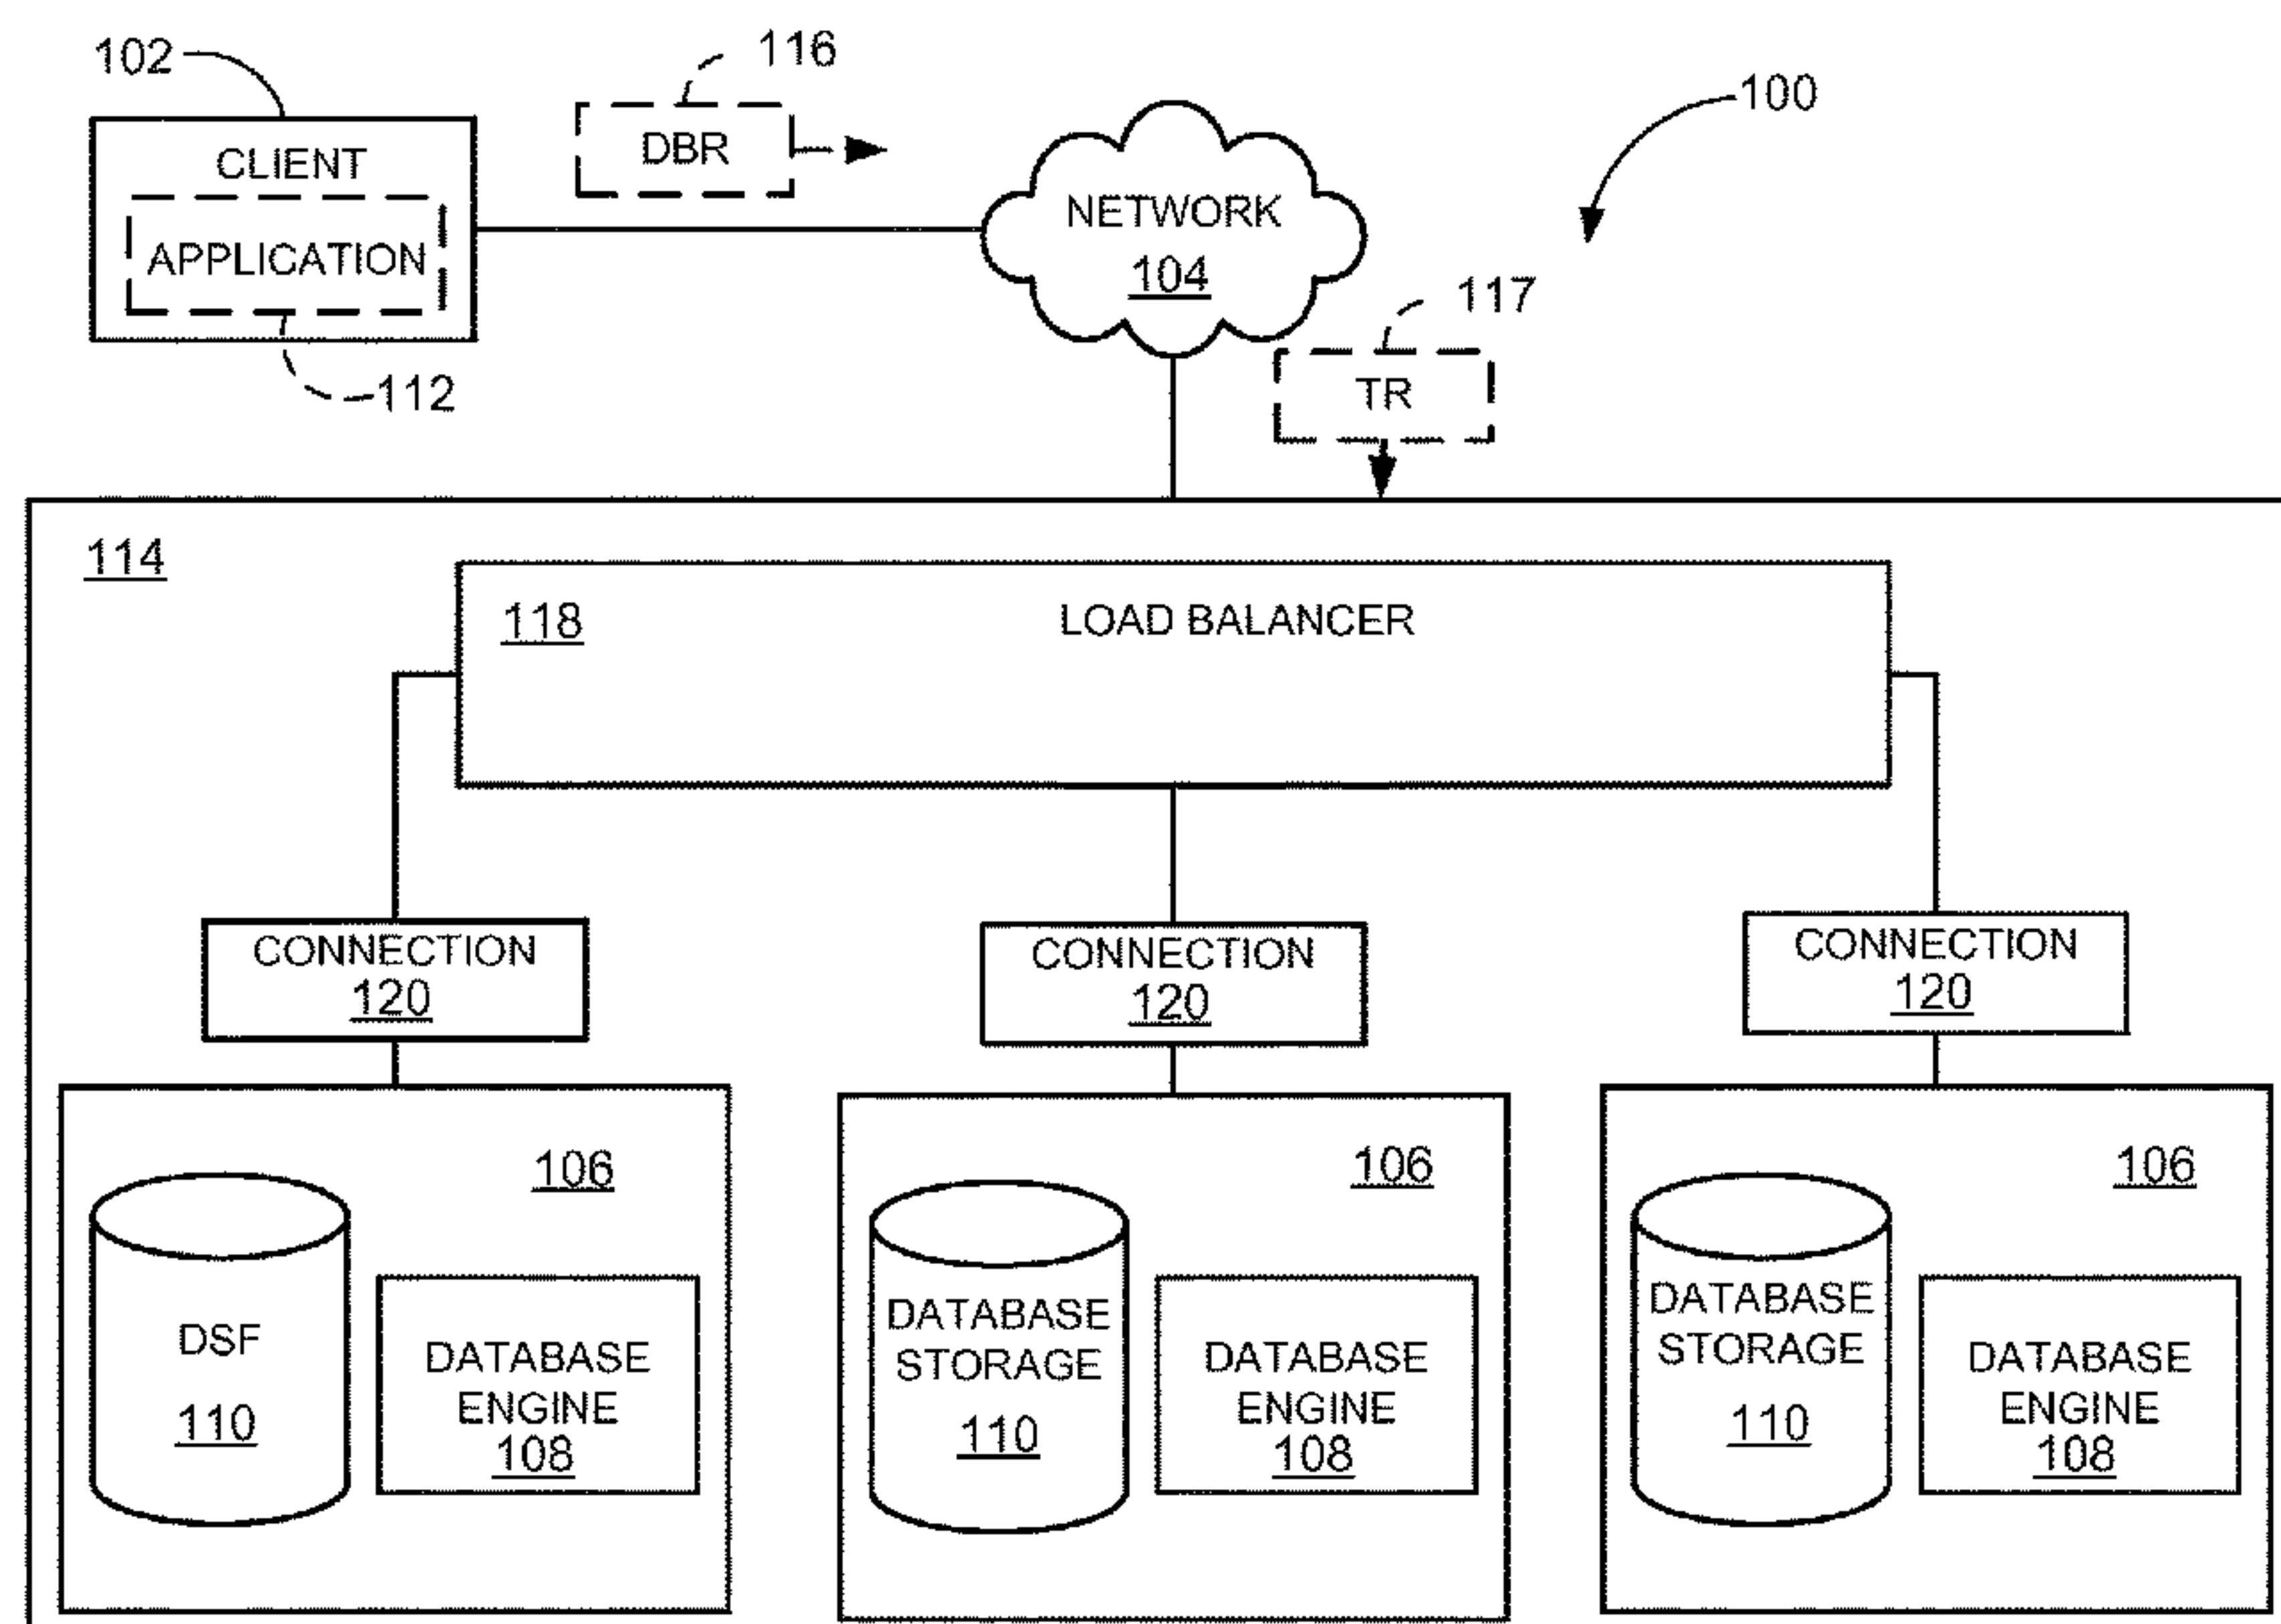 102
116
100
CLIENT
DBR
APPLICATION
NETWORK
104
117
112
TR
114
118
LOAD BALANCER
CONNECTION
120
CONNECTION
120
CONNECTION
120
106
DSF
110
DATABASE
ENGINE
108
106
DATABASE
STORAGE
110
DATABASE
ENGINE
108
106
DATABASE
STORAGE
110
DATABASE
ENGINE
108